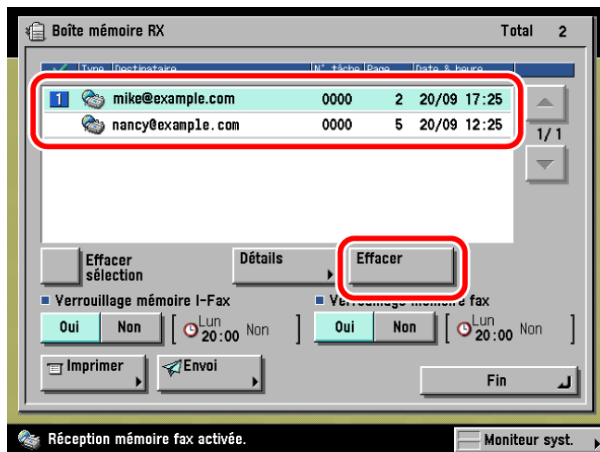 Boîte mémoire RX Total 2
Type Destinataire N° tâche Page Date & heure
1 mike@example.com 0000 2 20/09 17:25
nancy@example.com 0000 5 20/09 12:25
1/ 1
Effacer sélection Détails Effacer
Verrouillage mémoire I-Fax Verrouillage mémoire fax
Oui Non [ Lun 20:00 Non ] Oui Non [ Lun 20:00 Non ]
Imprimer Envoi
Fin
Réception mémoire fax activée. Moniteur syst.